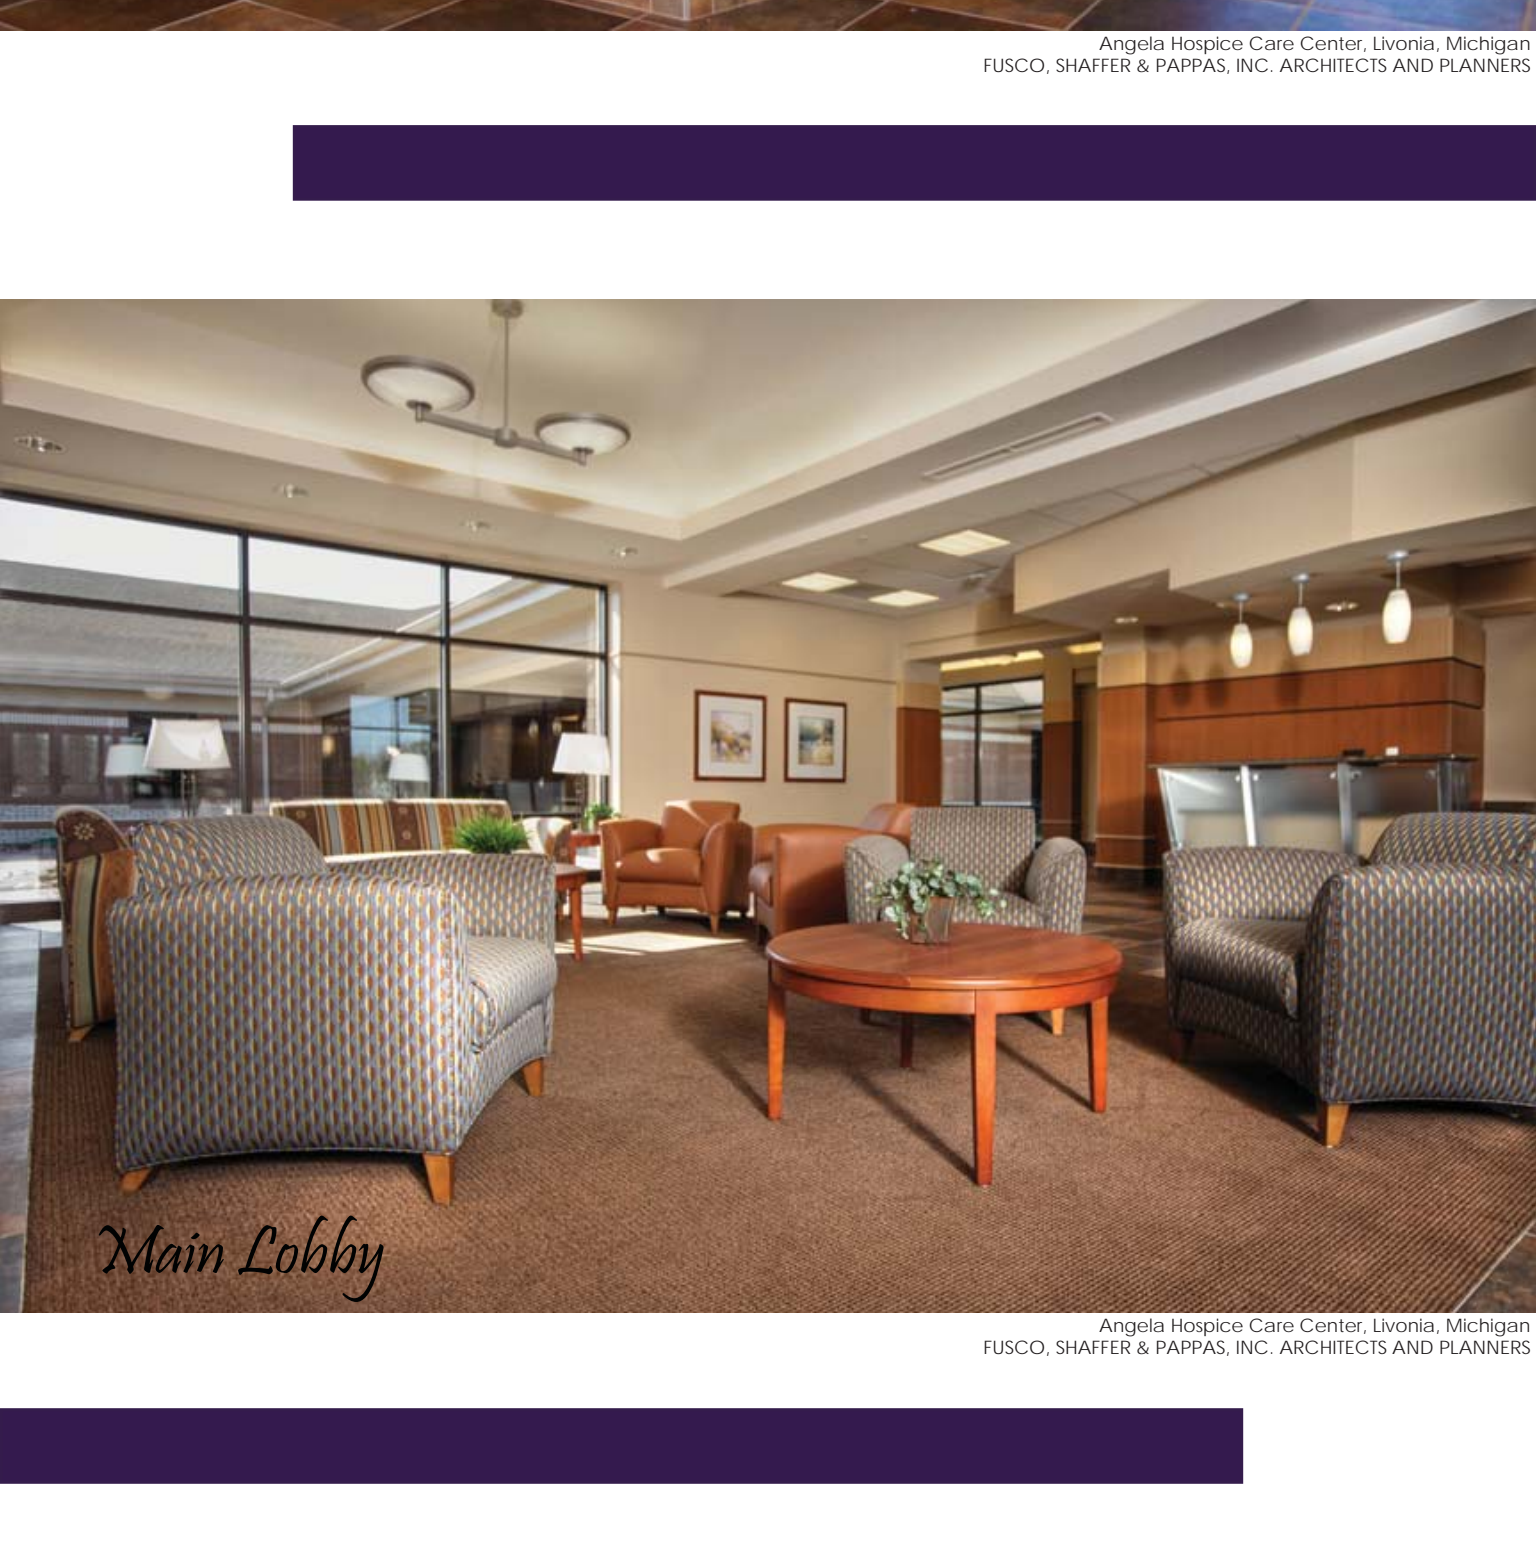 Angela Hospice Care Center, Livonia, Michigan
FUSCO, SHAFFER & PAPPAS, INC. ARCHITECTS AND PLANNERS
Main Lobby
Angela Hospice Care Center, Livonia, Michigan
FUSCO, SHAFFER & PAPPAS, INC. ARCHITECTS AND PLANNERS